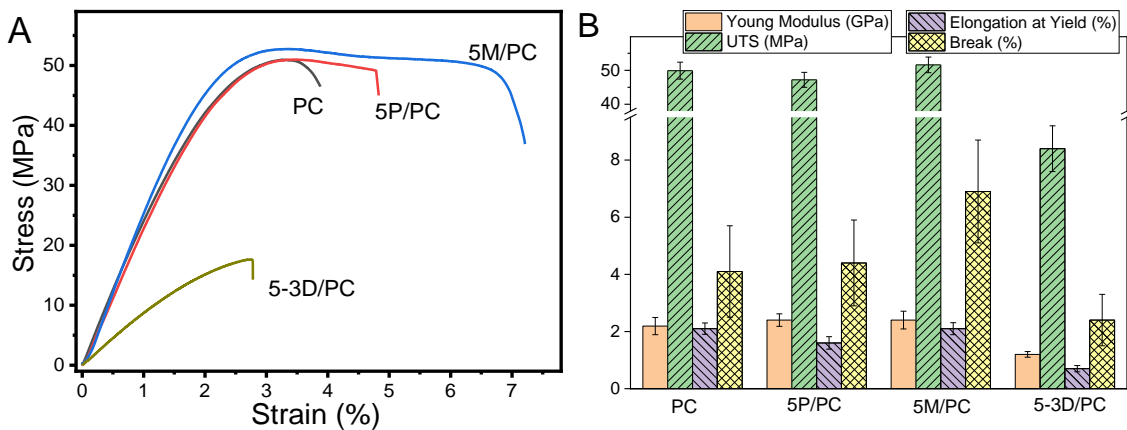 A
Stress (MPa)
50
40
30
20
10
0
5M/PC
PC
5P/PC
5-3D/PC
0 1 2 3 4 5 6 7
Strain (%)
B
Young Modulus (GPa) Elongation at Yield (%)
UTS (MPa) Break (%)
50
40
8
6
4
2
0
PC 5P/PC 5M/PC 5-3D/PC